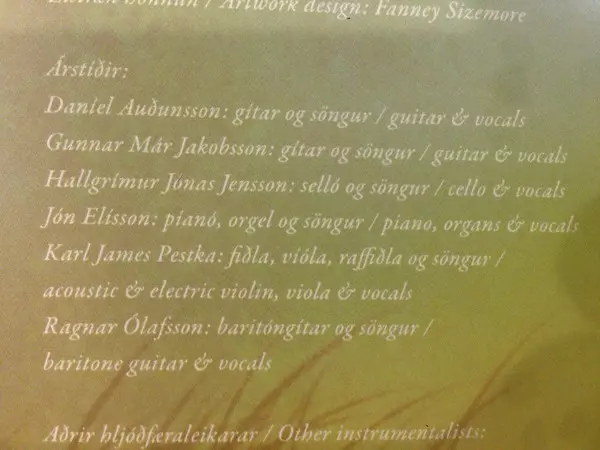 / Artwork design: Fanney Sizemore
Árstíðir:
Daníel Auðunsson: gítar og söngur / guitar & vocals
Gunnar Már Jakobsson: gítar og söngur / guitar & vocals
Hallgrímur Jónas Jensson: selló og söngur / cello & vocals
Jón Elísson: píanó, orgel og söngur / piano, organs & vocals
Karl James Pestka: fiðla, víóla, raffiðla og söngur /
acoustic & electric violin, viola & vocals
Ragnar Ólafsson: barítóngítar og söngur /
baritone guitar & vocals
Aðrir hljóðfæraleikarar / Other instrumentalists: